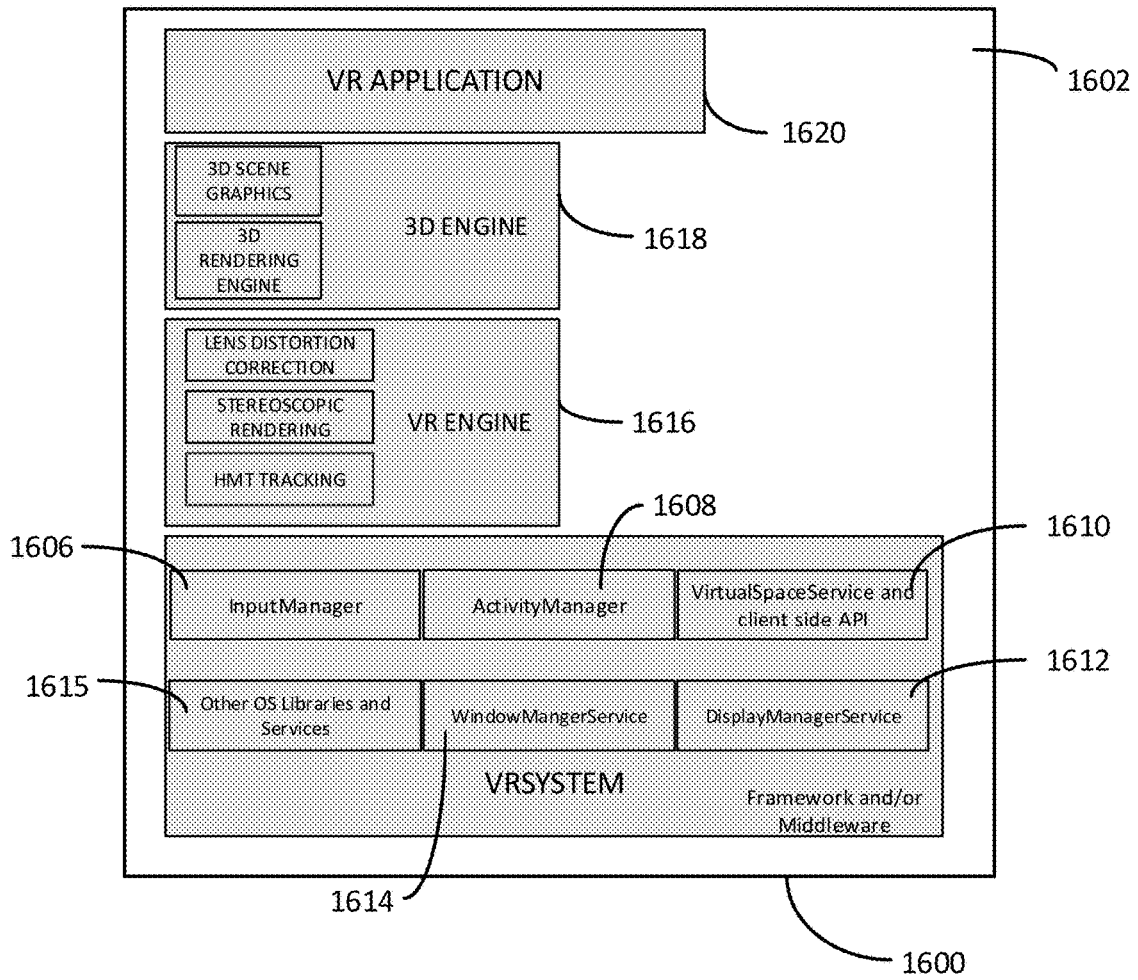 VR APPLICATION
1602
1620
3D SCENE
GRAPHICS
3D ENGINE
3D
RENDERING
ENGINE
1618
LENS DISTORTION
CORRECTION
STEREOSCOPIC
RENDERING
VR ENGINE
1616
HMT TRACKING
1608
1606
1610
InputManager
ActivityManager
VirtualSpaceService and
client side API
1612
1615
Other OS Libraries and
Services
WindowMangerService
DisplayManagerService
VRSYSTEM
Framework and/or
Middleware
1614
1600